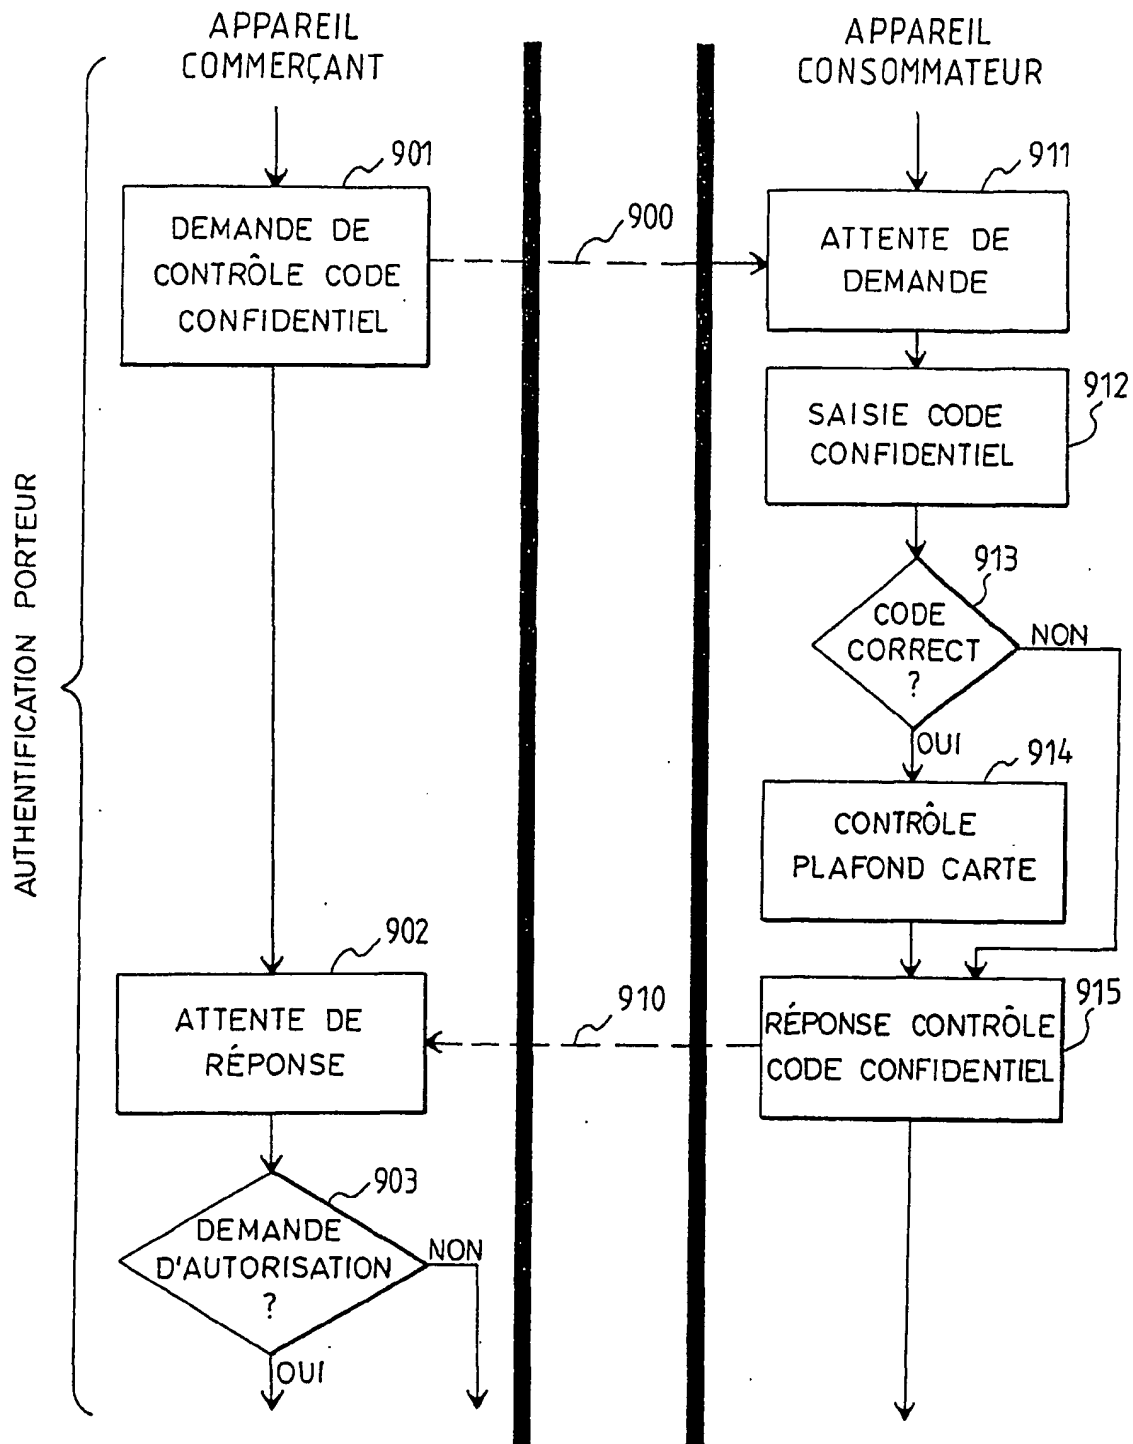 APPAREIL
COMMERÇANT
APPAREIL
CONSOMMATEUR
901
DEMANDE DE
CONTRÔLE CODE
CONFIDENTIEL
900
911
ATTENTE DE
DEMANDE
912
SAISIE CODE
CONFIDENTIEL
913
CODE
CORRECT
?
NON
OUI
914
CONTRÔLE
PLAFOND CARTE
AUTHENTIFICATION PORTEUR
902
ATTENTE DE
RÉPONSE
910
915
RÉPONSE CONTRÔLE
CODE CONFIDENTIEL
903
DEMANDE
D'AUTORISATION
?
NON
OUI